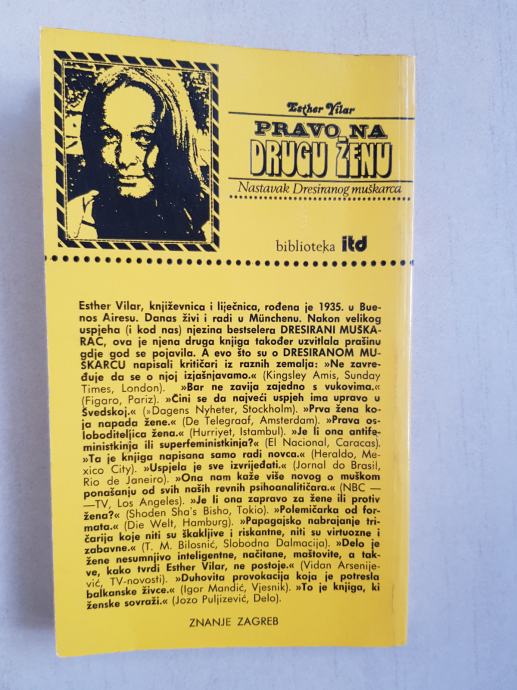 Esther Vilar
PRAVO NA
DRUGU ŽENU
Nastavak Dresiranog muškarca
biblioteka itd
Esther Vilar, književnica i liječnica, rođena je 1935. u Bue-
nos Airesu. Danas živi i radi u Münchenu. Nakon velikog
uspjeha (i kod nas) njezina bestselera DRESIRANI MUŠKA-
RAC, ova je njena druga knjiga također uzvitlala prašinu
gdje god se pojavila. A evo što su o DRESIRANOM MU-
ŠKARCU napisali kritičari iz raznih zemalja: »Ne zavre-
đuje da se o njoj izjašnjavamo.« (Kingsley Amis, Sunday
Times, London). »Bar ne zavija zajedno s vukovima.«
(Figaro, Pariz). »Čini se da najveći uspjeh ima upravo u
Švedskoj.« (»Dagens Nyheter, Stockholm). »Prva žena ko-
ja napada žene.« (De Telegraaf, Amsterdam). »Prava os-
loboditeljica žena.« (Hurriyet, Istambul). »Je li ona antife-
ministkinja ili superfeministkinja?« (El Nacional, Caracas).
»Ta je knjiga napisana samo radi novca.« (Heraldo, Me-
xico City). »Uspjela je sve izvrijeđati.« (Jornal do Brasil,
Rio de Janeiro). »Ona nam kaže više novog o muškom
ponašanju od svih naših revnih psihoanalitičara.« (NBC —
—TV, Los Angeles). »Je li ona zapravo za žene ili protiv
žena?« (Shoden Sha's Bisho, Tokio). »Polemičarka od for-
mata.« (Die Welt, Hamburg). »Papagajsko nabrajanje tri-
čarija koje niti su škakljive i riskantne, niti su virtuozne i
zabavne.« (T. M. Bilosnić, Slobodna Dalmacija). »Delo je
žene nesumnjivo inteligentne, načitane, maštovite, a tak-
ve, kako tvrdi Esther Vilar, ne postoje.« (Vidan Arsenije-
vić, TV-novosti). »Duhovita provokacija koja je potresla
balkanske živce.« (Igor Mandić, Vjesnik). »To je knjiga, ki
ženske sovraži.« (Jozo Puljizević, Delo).
ZNANJE ZAGREB